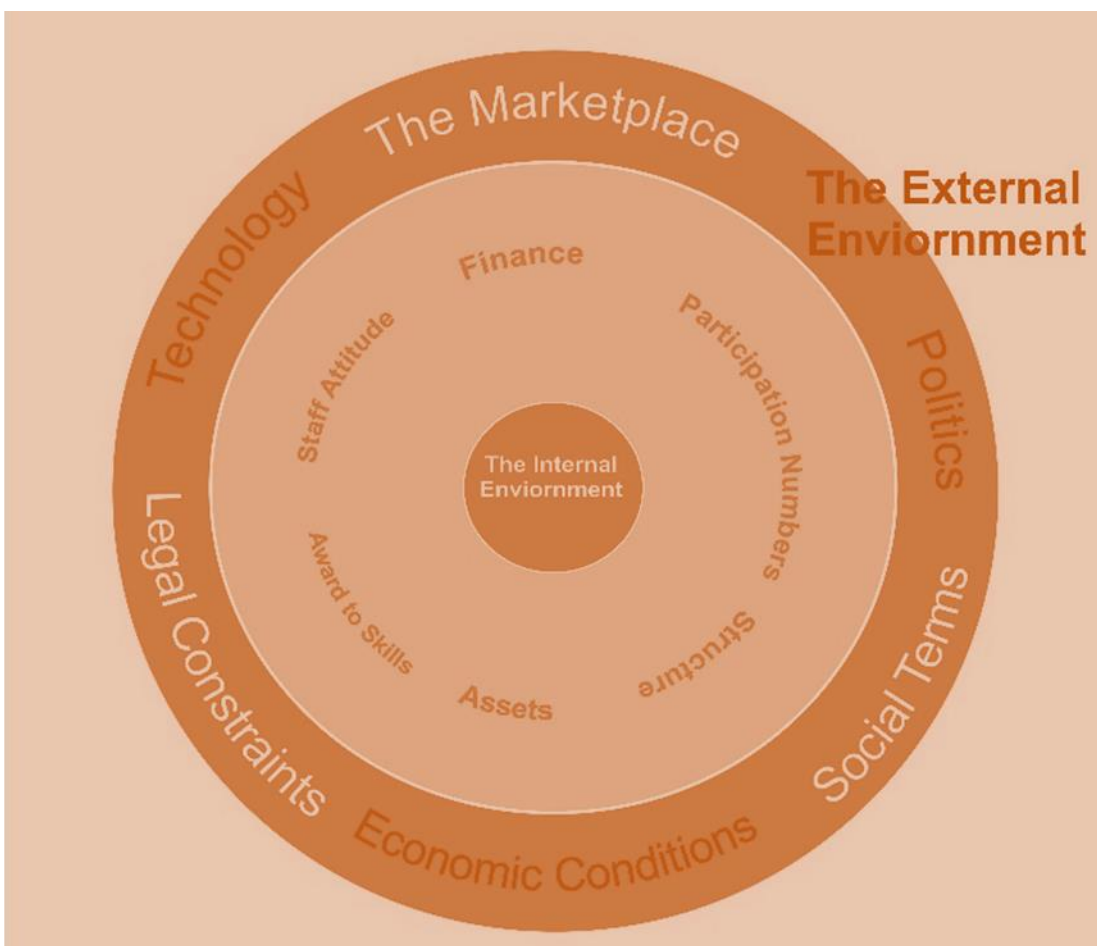 The Marketplace
The External
Enviornment
Technology
Politics
Legal Constraints
Social Terms
Economic Conditions
Finance
Staff Attitude
Participation Numbers
The Internal
Enviornment
Award to Skills
Structure
Assets